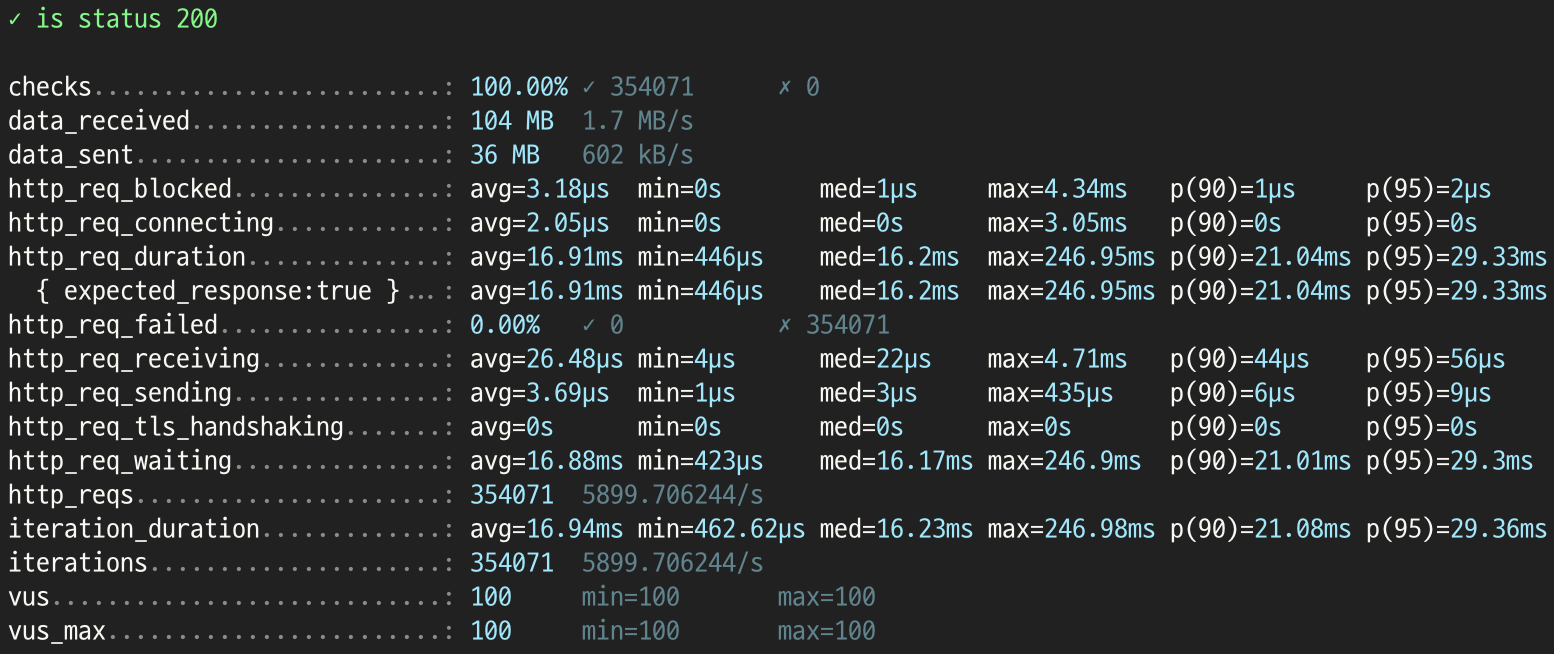 ✓ is status 200
checks.........................: 100.00% ✓ 354071      ✗ 0
data_received..................: 104 MB  1.7 MB/s
data_sent......................: 36 MB   602 kB/s
http_req_blocked...............: avg=3.18µs  min=0s       med=1µs     max=4.34ms   p(90)=1µs     p(95)=2µs
http_req_connecting............: avg=2.05µs  min=0s       med=0s      max=3.05ms   p(90)=0s      p(95)=0s
http_req_duration..............: avg=16.91ms min=446µs    med=16.2ms  max=246.95ms p(90)=21.04ms p(95)=29.33ms
  { expected_response:true }...: avg=16.91ms min=446µs    med=16.2ms  max=246.95ms p(90)=21.04ms p(95)=29.33ms
http_req_failed................: 0.00%   ✓ 0           ✗ 354071
http_req_receiving.............: avg=26.48µs min=4µs      med=22µs    max=4.71ms   p(90)=44µs    p(95)=56µs
http_req_sending...............: avg=3.69µs  min=1µs      med=3µs     max=435µs    p(90)=6µs     p(95)=9µs
http_req_tls_handshaking.......: avg=0s      min=0s       med=0s      max=0s       p(90)=0s      p(95)=0s
http_req_waiting...............: avg=16.88ms min=423µs    med=16.17ms max=246.9ms  p(90)=21.01ms p(95)=29.3ms
http_reqs......................: 354071  5899.706244/s
iteration_duration.............: avg=16.94ms min=462.62µs med=16.23ms max=246.98ms p(90)=21.08ms p(95)=29.36ms
iterations.....................: 354071  5899.706244/s
vus............................: 100     min=100       max=100
vus_max........................: 100     min=100       max=100